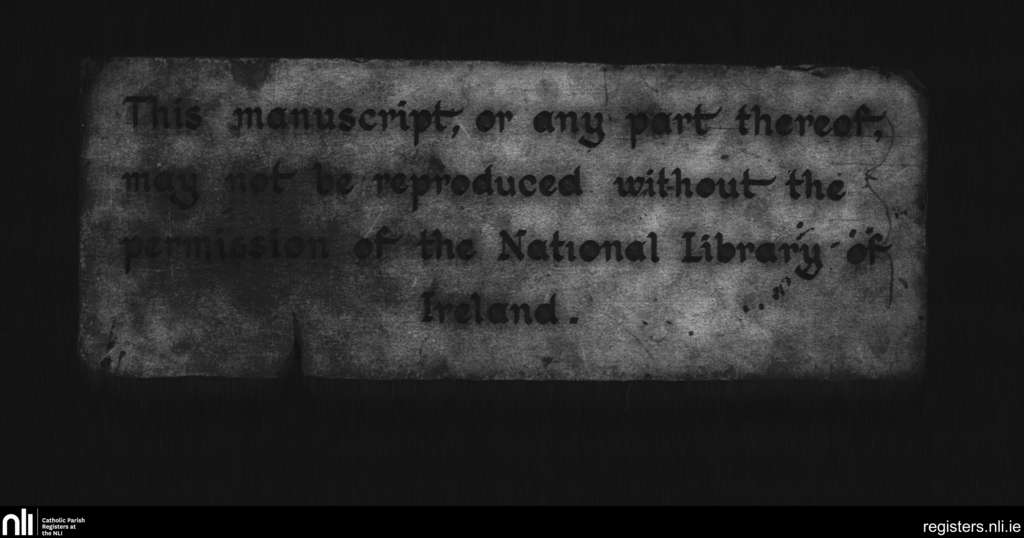 This manuscript, or any part thereof,
may not be reproduced without the
permission of the National Library of
Ireland.
nli
Catholic Parish
Registers at
the NLI
registers.nli.ie